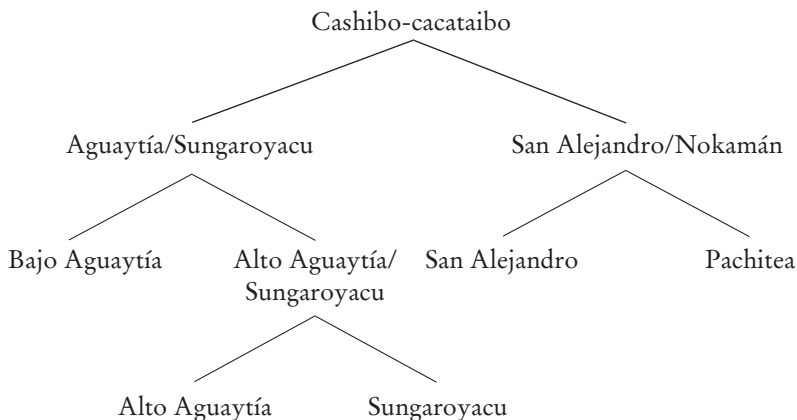 Cashibo-cacataibo
Aguaytía/Sungaroyacu
San Alejandro/Nokamán
Bajo Aguaytía
Alto Aguaytía/
Sungaroyacu
San Alejandro
Pachitea
Alto Aguaytía
Sungaroyacu